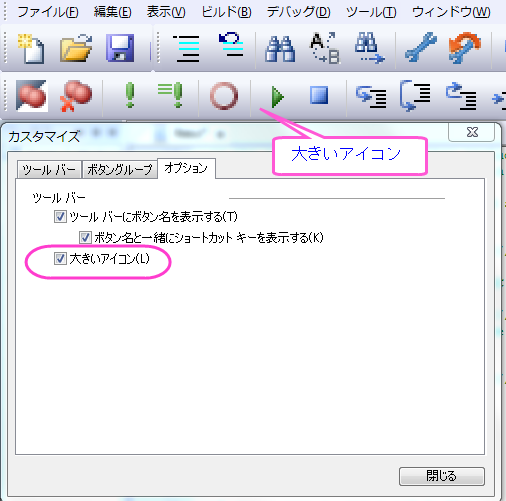 ファイル(F) 編集(E) 表示(V) ビルド(B) デバッグ(D) ツール(T) ウィンドウ(W)
A B
カスタマイズ
大きいアイコン
ツール バー ボタングループ オプション
ツール バー
ツール バーにボタン名を表示する(T)
ボタン名と一緒にショートカット キーを表示する(K)
大きいアイコン(L)
閉じる